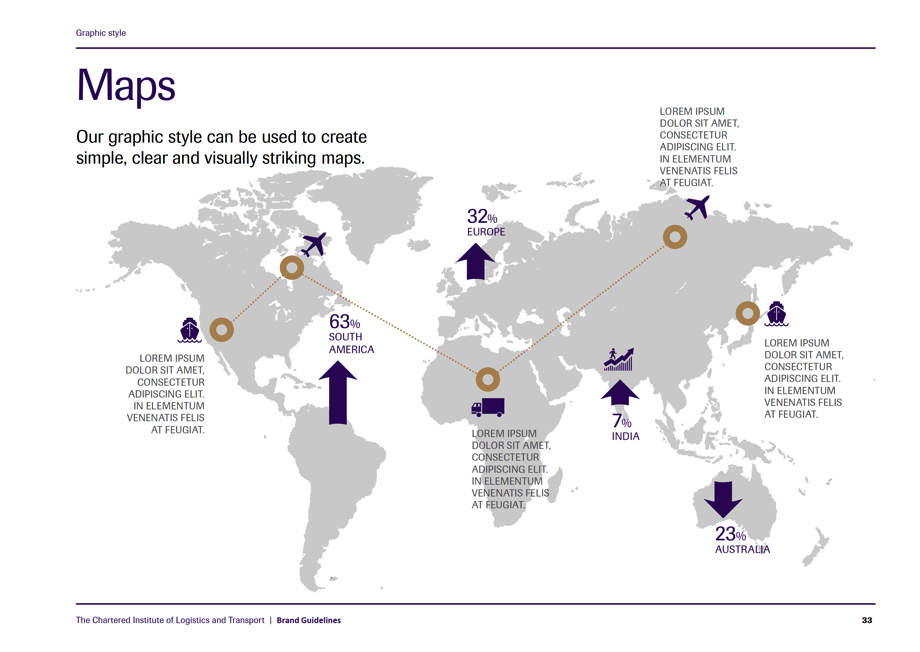 Graphic style
Maps
Our graphic style can be used to create
simple, clear and visually striking maps.
LOREM IPSUM
DOLOR SIT AMET,
CONSECTETUR
ADIPISCING ELIT.
IN ELEMENTUM
VENENATIS FELIS
AT FEUGIAT.
32%
EUROPE
63%
SOUTH
AMERICA
LOREM IPSUM
DOLOR SIT AMET,
CONSECTETUR
ADIPISCING ELIT.
IN ELEMENTUM
VENENATIS FELIS
AT FEUGIAT.
LOREM IPSUM
DOLOR SIT AMET,
CONSECTETUR
ADIPISCING ELIT.
IN ELEMENTUM
VENENATIS FELIS
AT FEUGIAT.
7%
INDIA
LOREM IPSUM
DOLOR SIT AMET,
CONSECTETUR
ADIPISCING ELIT.
IN ELEMENTUM
VENENATIS FELIS
AT FEUGIAT.
23%
AUSTRALIA
The Chartered Institute of Logistics and Transport | Brand Guidelines
33